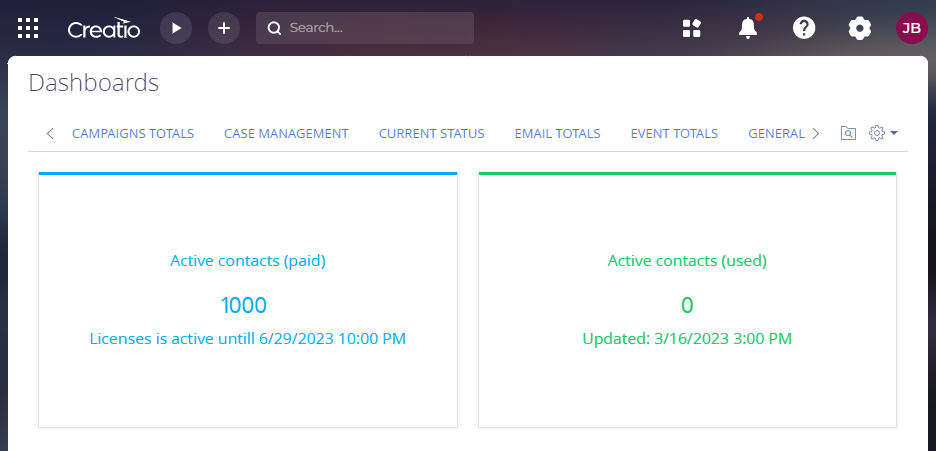 Creatio
Search...
JB
Dashboards
CAMPAIGNS TOTALS CASE MANAGEMENT CURRENT STATUS EMAIL TOTALS EVENT TOTALS GENERAL
Active contacts (paid)
1000
Licenses is active untill 6/29/2023 10:00 PM
Active contacts (used)
0
Updated: 3/16/2023 3:00 PM